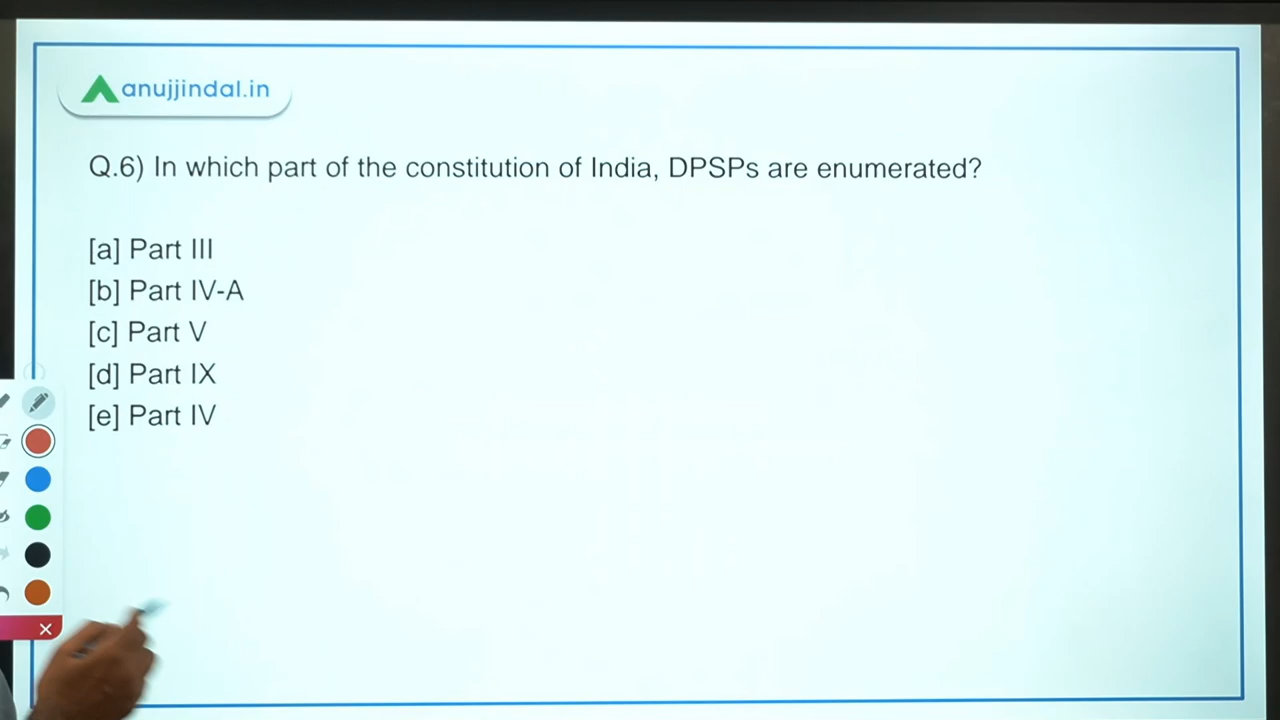 anujjindal.in
Q.6) In which part of the constitution of India, DPSPs are enumerated?
[a] Part III
[b] Part IV-A
[c] Part V
[d] Part IX
[e] Part IV